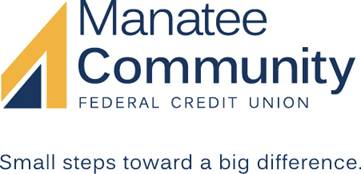 Manatee
Community
FEDERAL CREDIT UNION
Small steps toward a big difference.